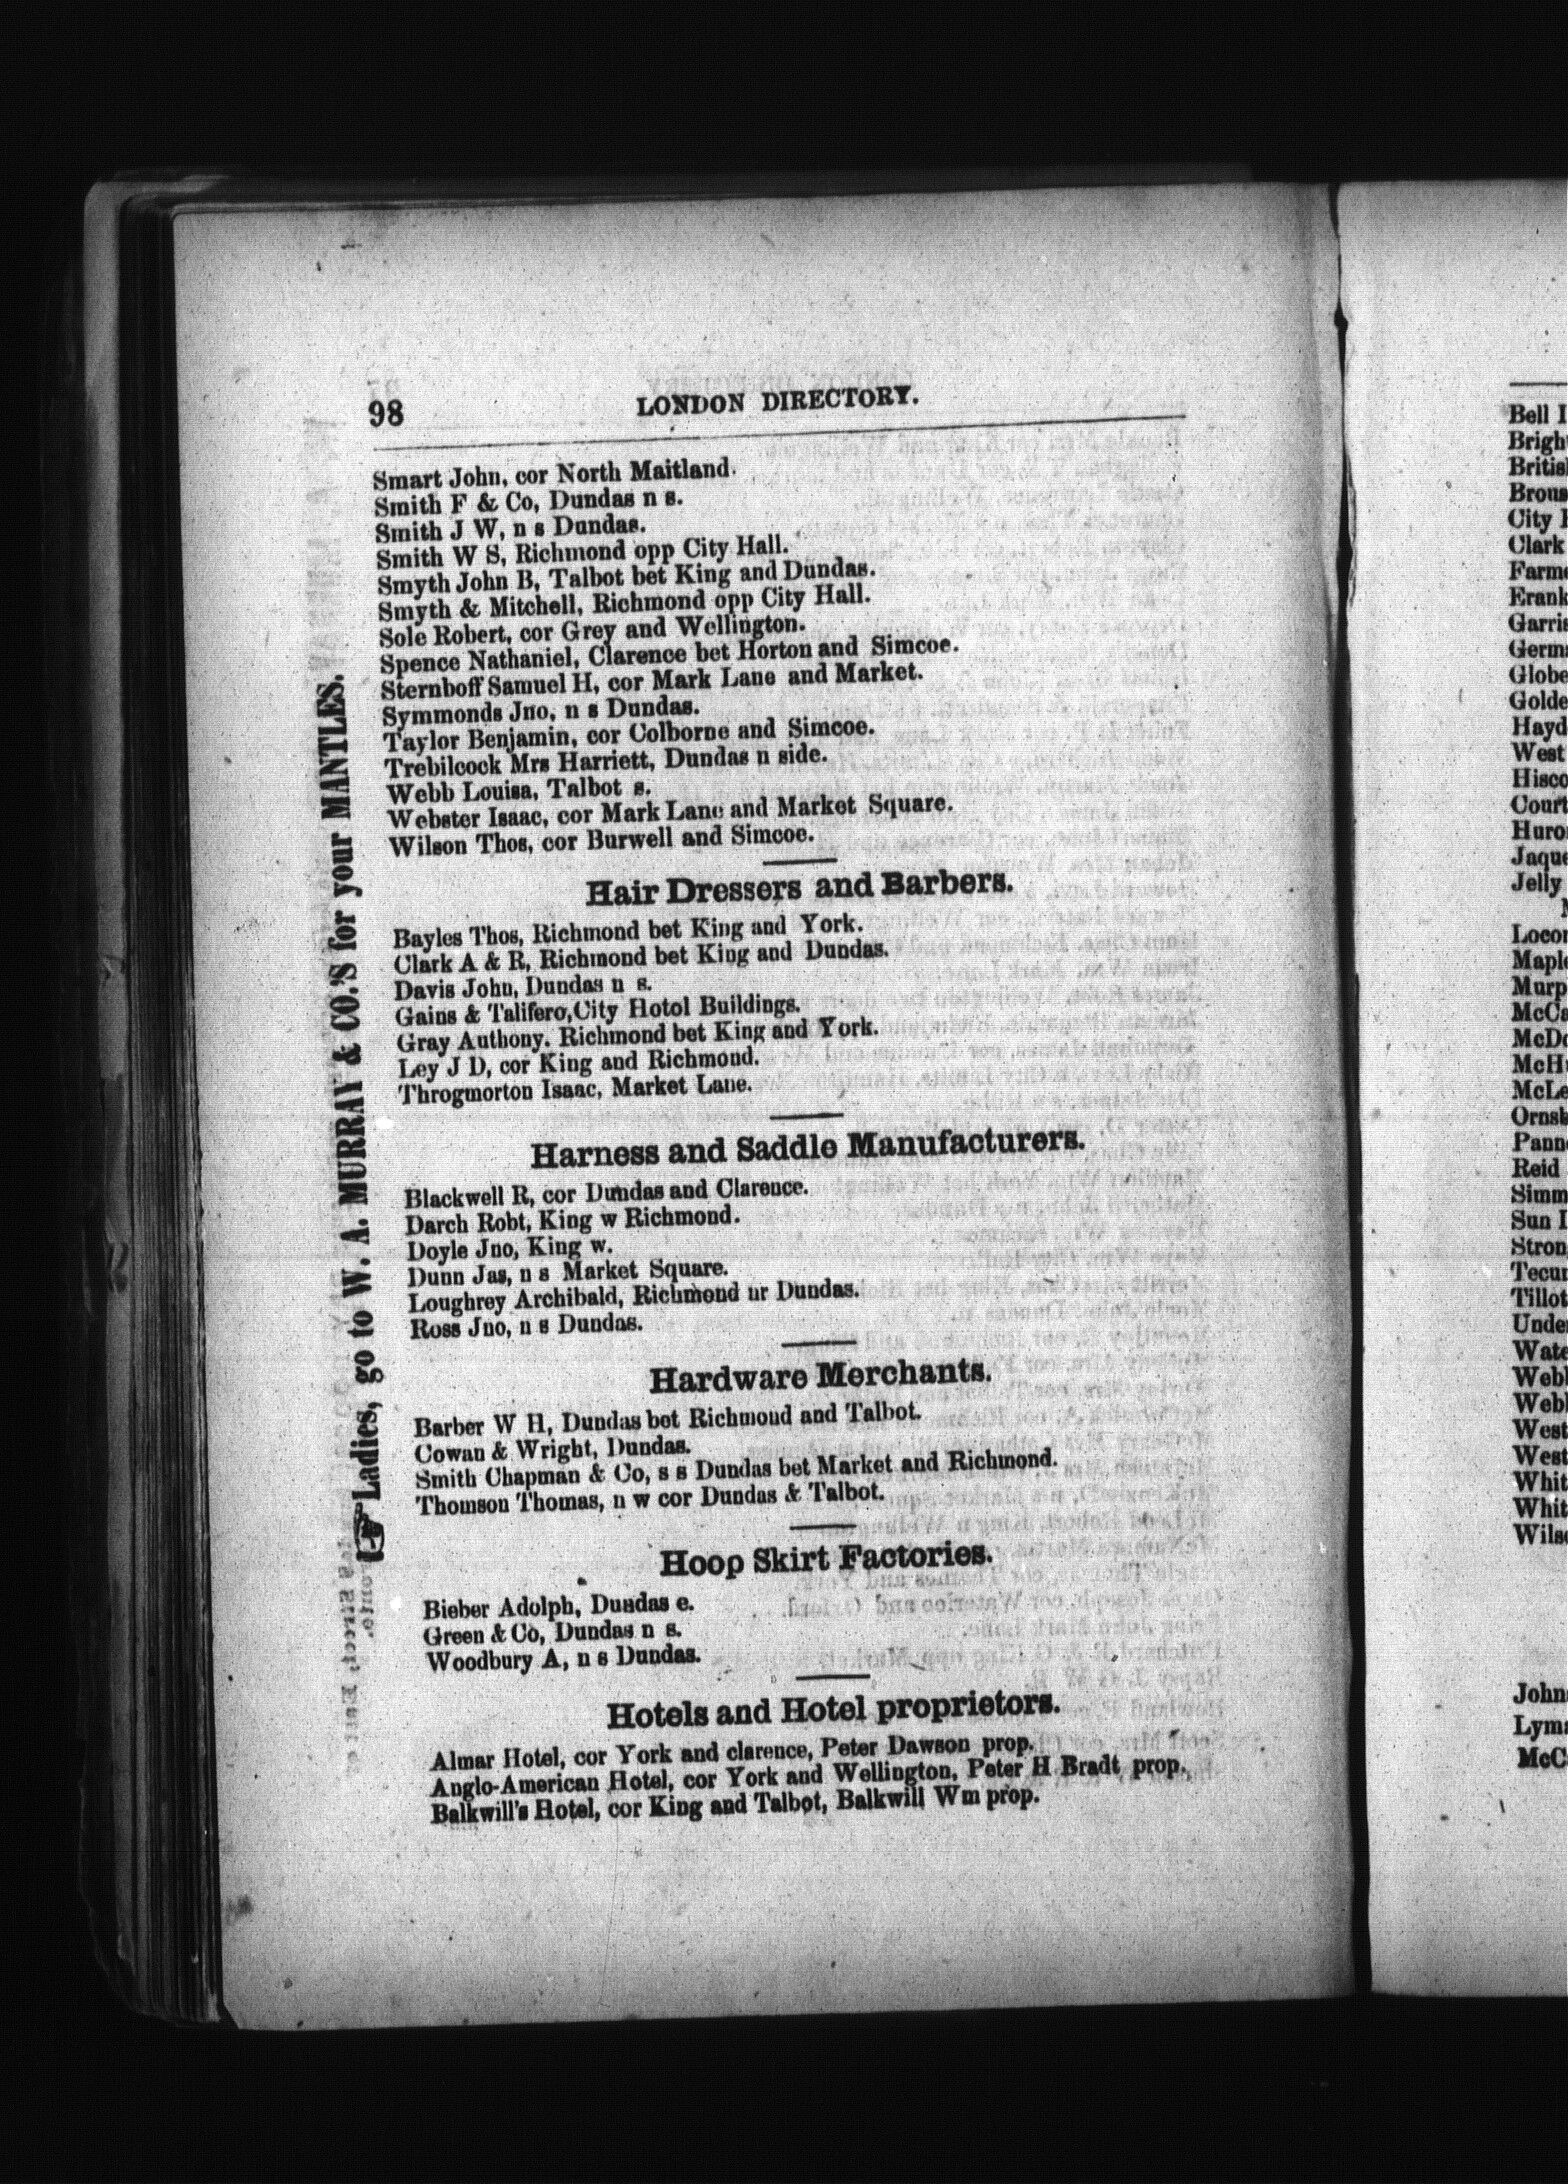 98
LONDON DIRECTORY.
Smart John, cor North Maitland.
Smith F & Co, Dundas n s.
Smith J W, n s Dundas.
Smith W S, Richmond opp City Hall.
Smyth John B, Talbot bet King and Dundas.
Smyth & Mitchell, Richmond opp City Hall.
Sole Robert, cor Grey and Wellington.
Spence Nathaniel, Clarence bet Horton and Simcoe.
Sternboff Samuel H, cor Mark Lane and Market.
Symmonds Jno, n s Dundas.
Taylor Benjamin, cor Colborne and Simcoe.
Trebilcock Mrs Harriett, Dundas n side.
Webb Louisa, Talbot s.
Webster Isaac, cor Mark Lane and Market Square.
Wilson Thos, cor Burwell and Simcoe.
Hair Dressers and Barbers.
Bayles Thos, Richmond bet King and York.
Clark A & R, Richmond bet King and Dundas.
Davis John, Dundas n s.
Gains & Talifero, City Hotol Buildings.
Gray Authony. Richmond bet King and York.
Ley J D, cor King and Richmond.
Throgmorton Isaac, Market Lane.
Harness and Saddle Manufacturers.
Blackwell R, cor Dundas and Clarence.
Darch Robt, King w Richmond.
Doyle Jno, King w.
Dunn Jas, n s Market Square.
Loughrey Archibald, Richmond nr Dundas.
Ross Jno, n s Dundas.
Hardware Merchants.
Barber W H, Dundas bet Richmond and Talbot.
Cowan & Wright, Dundas.
Smith Chapman & Co, s s Dundas bet Market and Richmond.
Thomson Thomas, n w cor Dundas & Talbot.
Hoop Skirt Factories.
Bieber Adolph, Dundas e.
Green & Co, Dundas n s.
Woodbury A, n s Dundas.
Hotels and Hotel proprietors.
Almar Hotel, cor York and clarence, Peter Dawson prop.
Anglo-American Hotel, cor York and Wellington, Peter H Bradt prop.
Balkwill's Hotel, cor King and Talbot, Balkwill Wm prop.
☞Ladies, go to W. A. MURRAY & CO.'S for your MANTLES.
Bell
City
Clark
West
Jelly
Reid
Sun